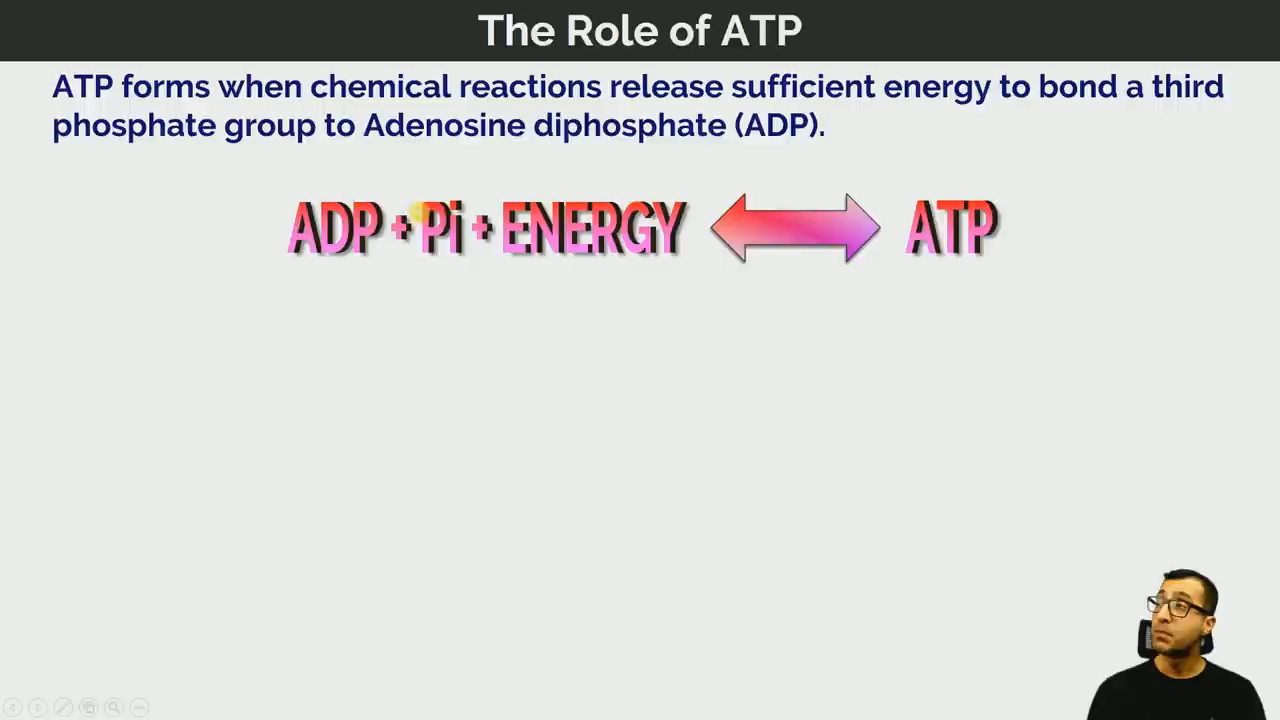 The Role of ATP
ATP forms when chemical reactions release sufficient energy to bond a third
phosphate group to Adenosine diphosphate (ADP).
ADP + Pi + ENERGY ATP